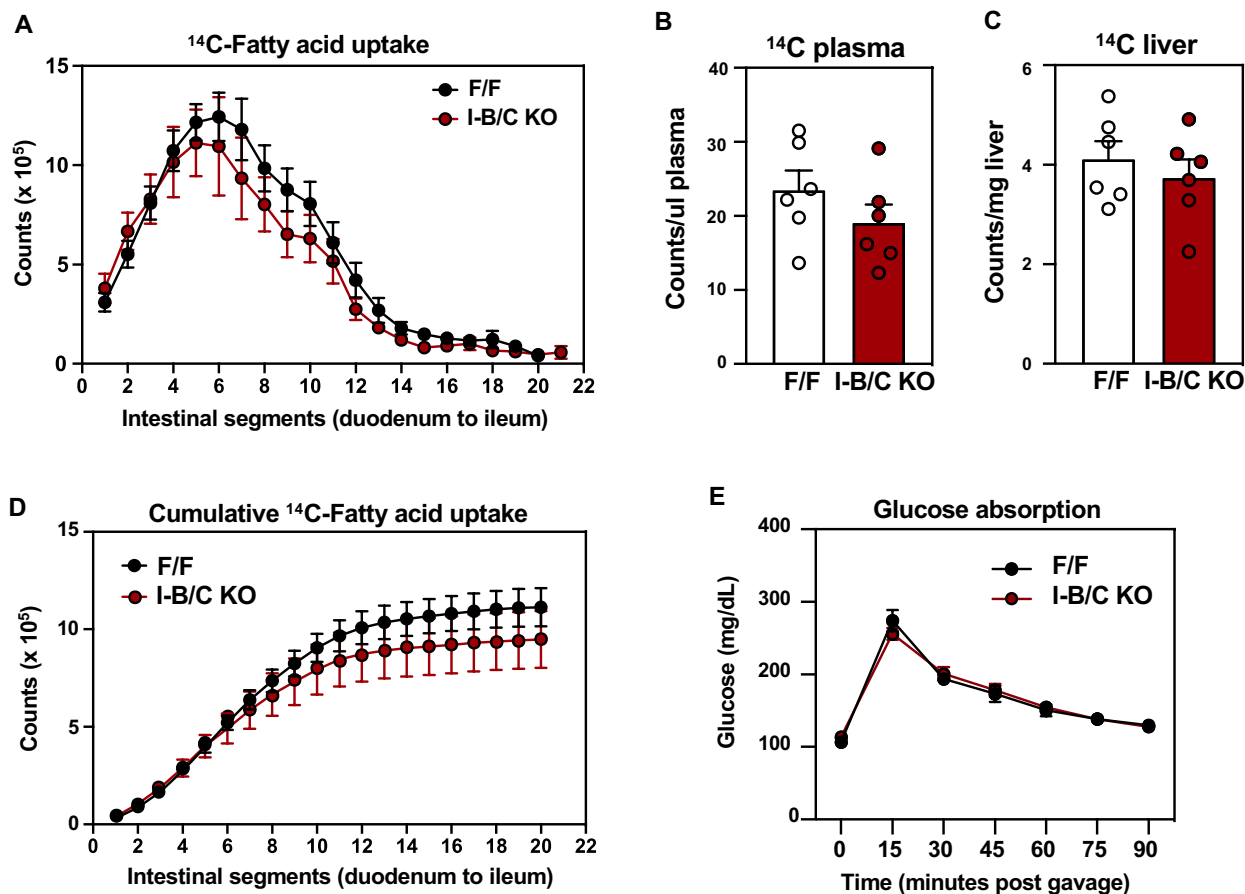 A
¹⁴C-Fatty acid uptake
F/F
I-B/C KO
Counts (x 10⁵)
15
10
5
0
0 2 4 6 8 10 12 14 16 18 20 22
Intestinal segments (duodenum to ileum)
B
¹⁴C plasma
Counts/ul plasma
40
30
20
10
0
F/F I-B/C KO
C
¹⁴C liver
Counts/mg liver
6
4
2
0
F/F I-B/C KO
D
Cumulative ¹⁴C-Fatty acid uptake
F/F
I-B/C KO
Counts (x 10⁵)
15
10
5
0
0 2 4 6 8 10 12 14 16 18 20 22
Intestinal segments (duodenum to ileum)
E
Glucose absorption
F/F
I-B/C KO
Glucose (mg/dL)
400
300
200
100
0
0 15 30 45 60 75 90
Time (minutes post gavage)